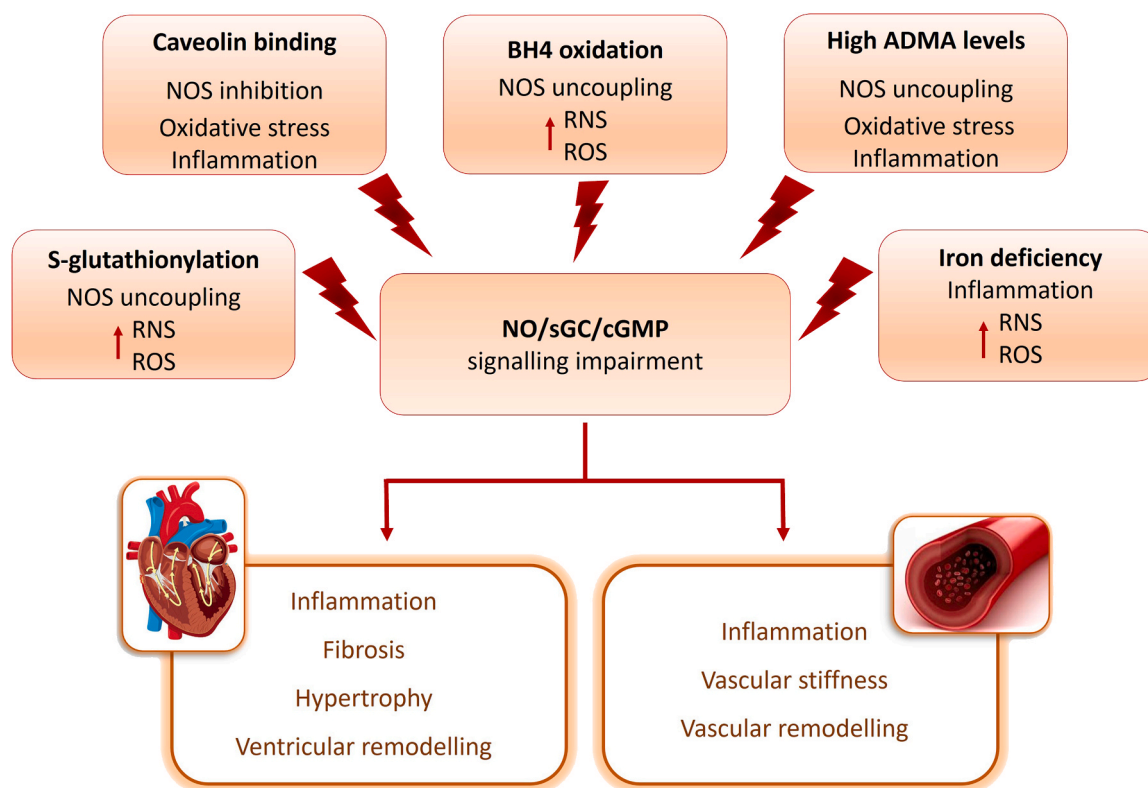 Caveolin binding
NOS inhibition
Oxidative stress
Inflammation
BH4 oxidation
NOS uncoupling
RNS
ROS
High ADMA levels
NOS uncoupling
Oxidative stress
Inflammation
S-glutathionylation
NOS uncoupling
RNS
ROS
NO/sGC/cGMP
signalling impairment
Iron deficiency
Inflammation
RNS
ROS
Inflammation
Fibrosis
Hypertrophy
Ventricular remodelling
Inflammation
Vascular stiffness
Vascular remodelling